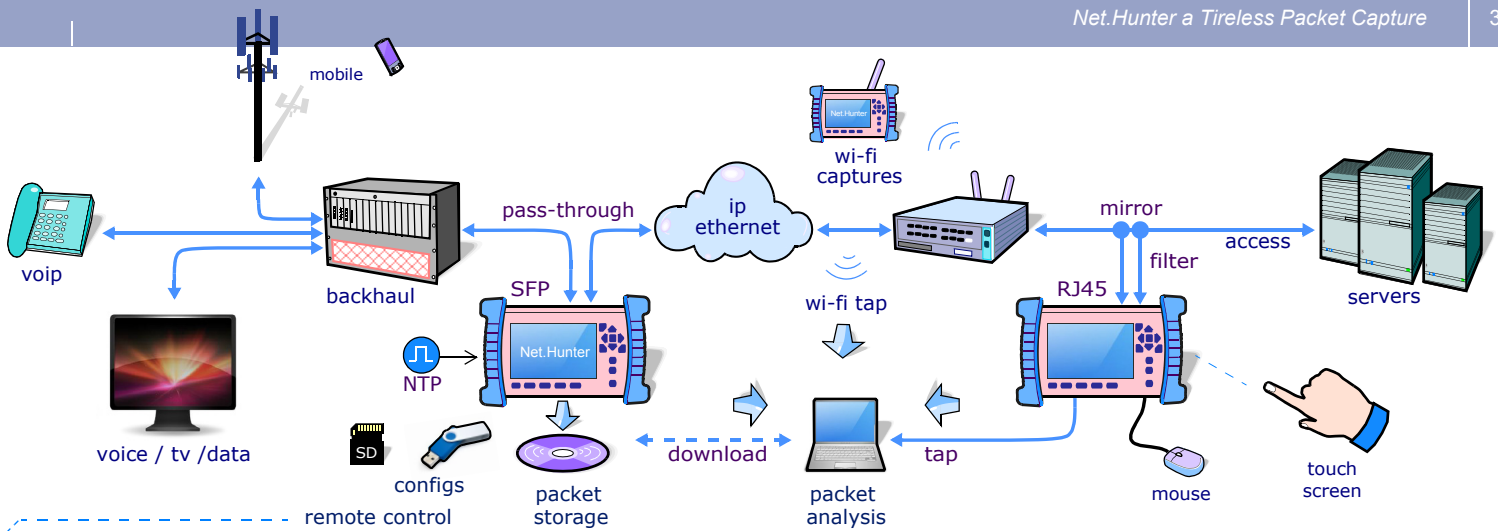 Net.Hunter a Tireless Packet Capture
3
mobile
Net.Hunter
wi-fi
captures
voip
backhaul
pass-through
ip
ethernet
mirror
access
filter
servers
SFP
wi-fi tap
RJ45
Net.Hunter
NTP
voice / tv /data
SD
configs
remote control
packet
storage
download
packet
analysis
tap
mouse
touch
screen